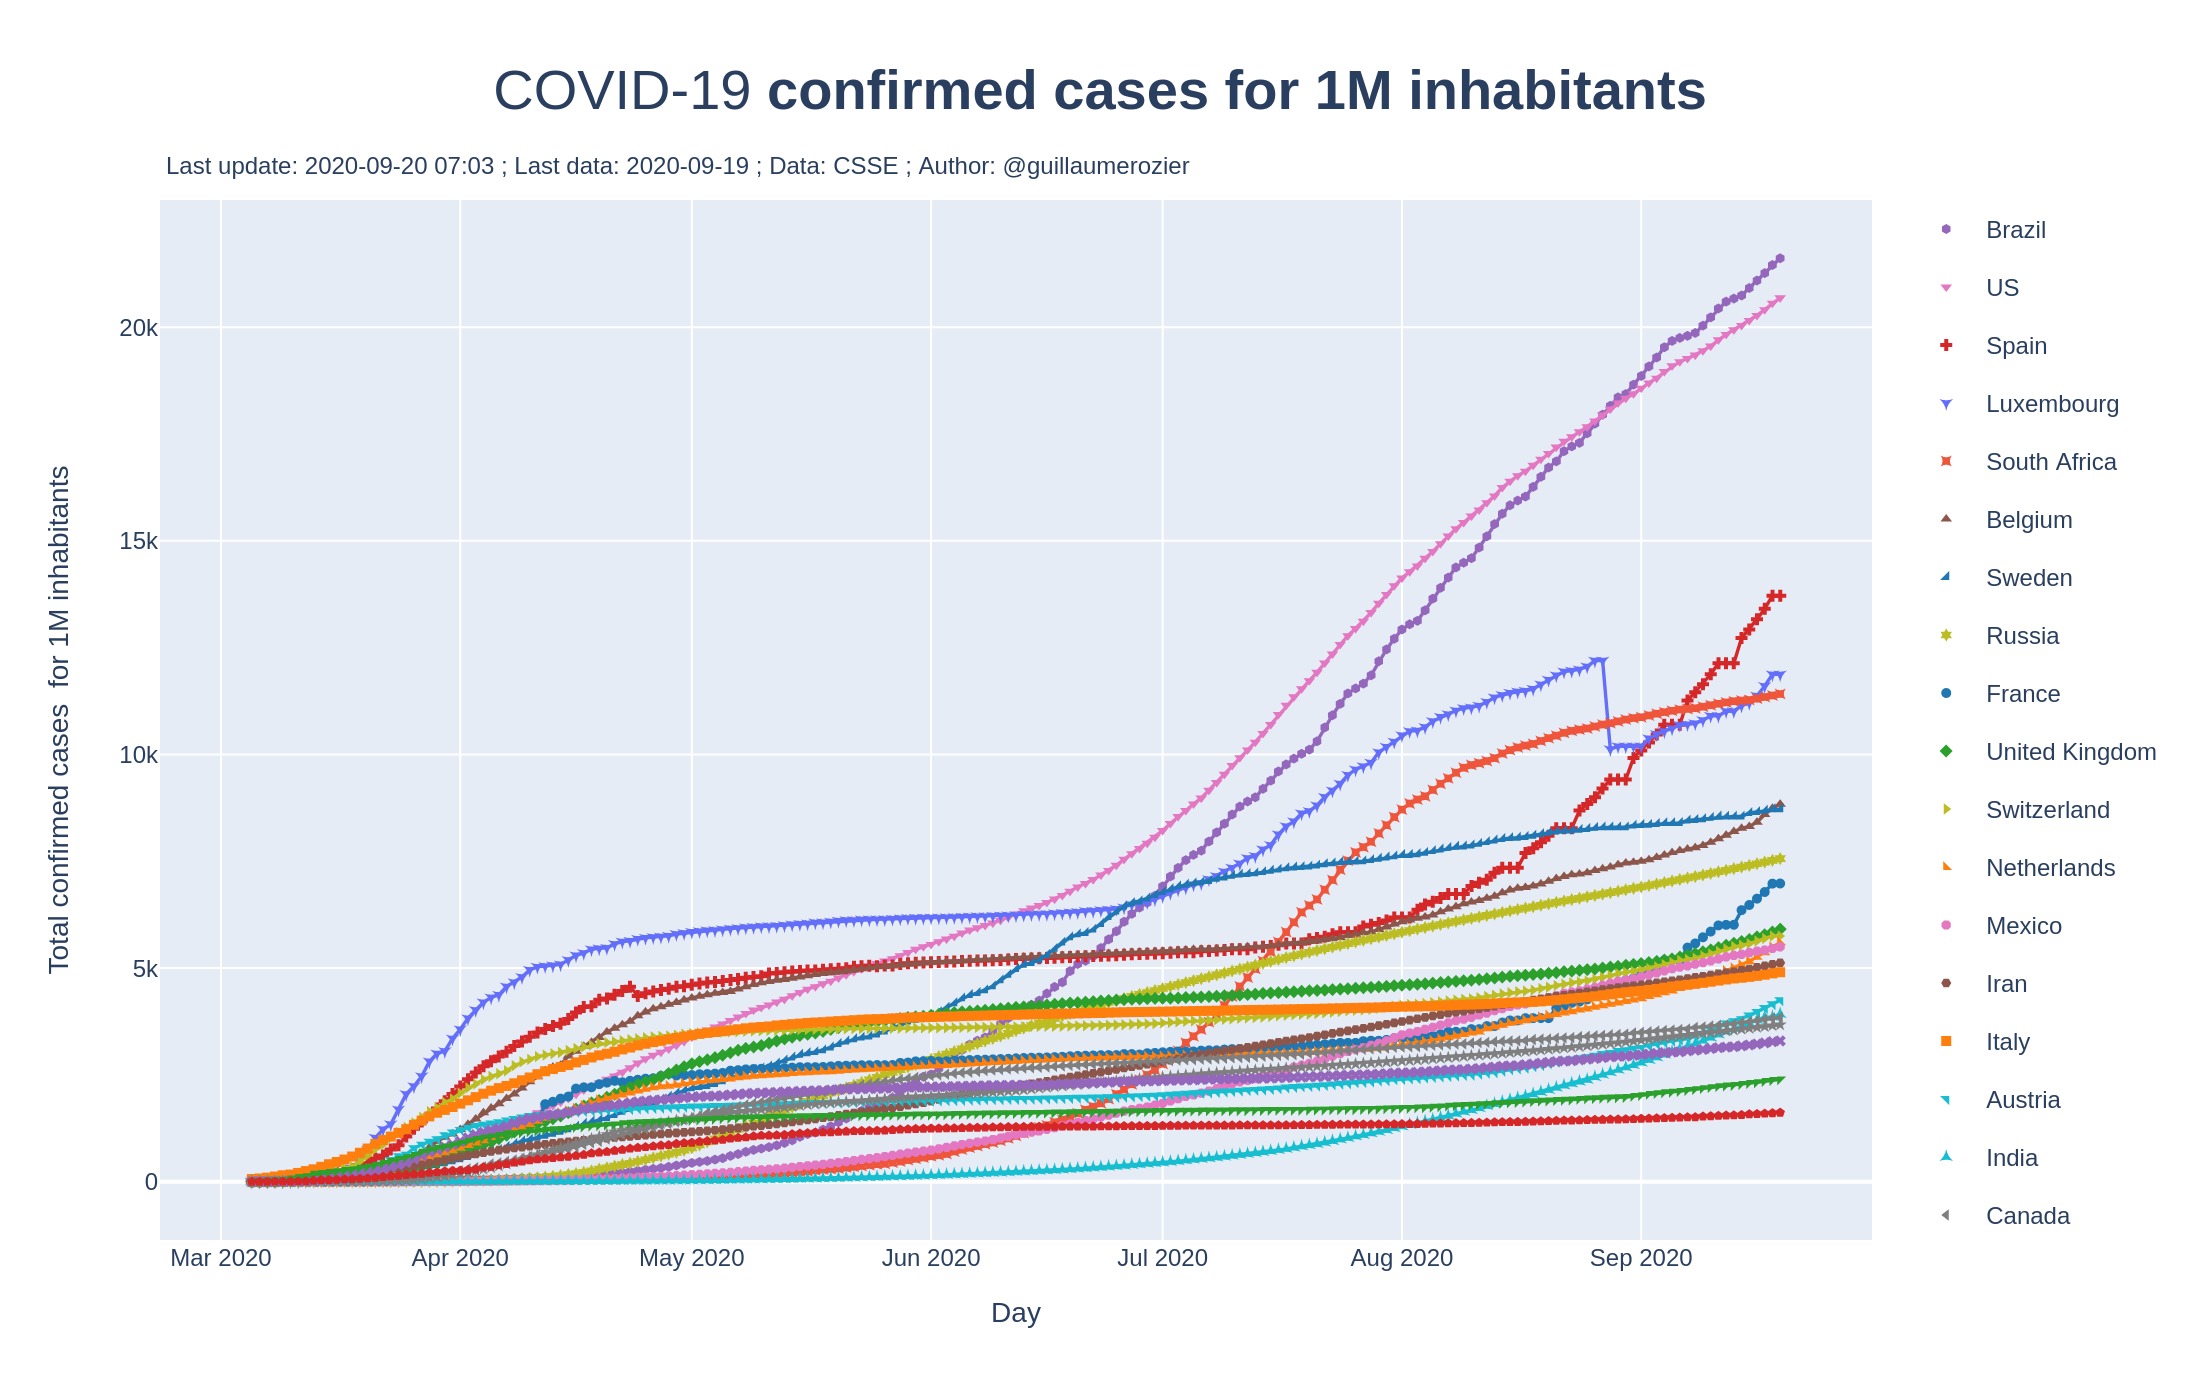 COVID-19 confirmed cases for 1M inhabitants
Last update: 2020-09-20 07:03 ; Last data: 2020-09-19 ; Data: CSSE ; Author: @guillaumerozier
Total confirmed cases for 1M inhabitants
20k
15k
10k
5k
0
Mar 2020
Apr 2020
May 2020
Jun 2020
Jul 2020
Aug 2020
Sep 2020
Day
Brazil
US
Spain
Luxembourg
South Africa
Belgium
Sweden
Russia
France
United Kingdom
Switzerland
Netherlands
Mexico
Iran
Italy
Austria
India
Canada